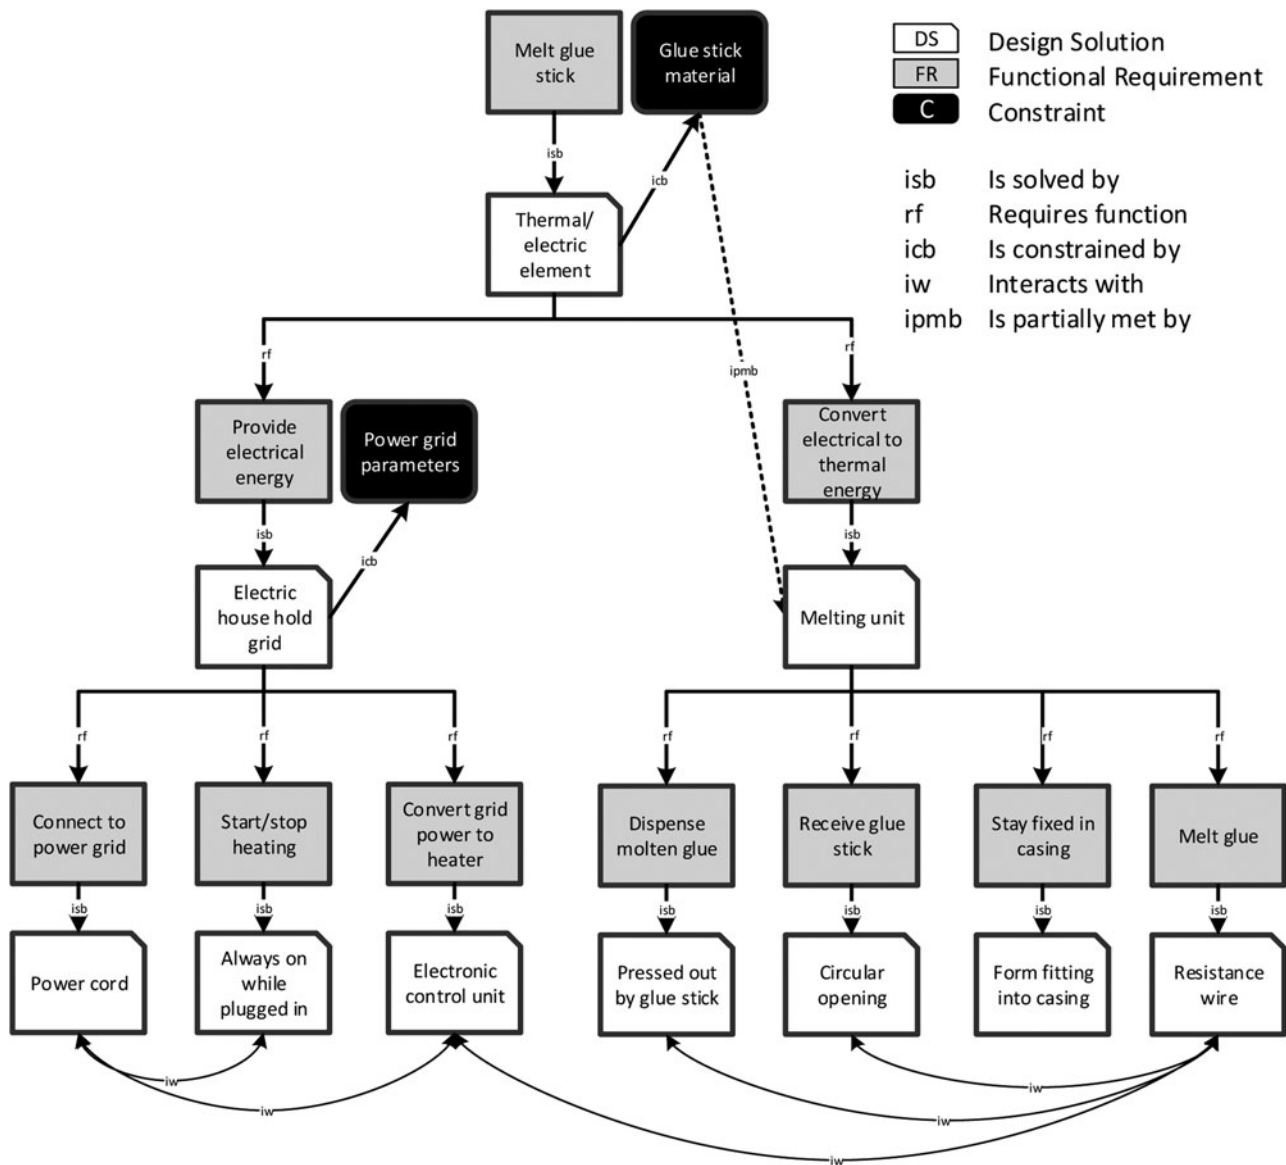 Melt glue
stick
Glue stick
material
DS
Design Solution
FR
Functional Requirement
C
Constraint
isb
Is solved by
rf
Requires function
icb
Is constrained by
iw
Interacts with
ipmb
Is partially met by
isb
icb
Thermal/
electric
element
rf
rf
ipmb
Provide
electrical
energy
Power grid
parameters
Convert
electrical to
thermal
energy
isb
icb
isb
Electric
house hold
grid
Melting unit
rf
rf
rf
rf
rf
rf
rf
Connect to
power grid
Start/stop
heating
Convert grid
power to
heater
Dispense
molten glue
Receive glue
stick
Stay fixed in
casing
Melt glue
isb
isb
isb
isb
isb
isb
isb
Power cord
Always on
while
plugged in
Electronic
control unit
Pressed out
by glue stick
Circular
opening
Form fitting
into casing
Resistance
wire
iw
iw
iw
iw
iw